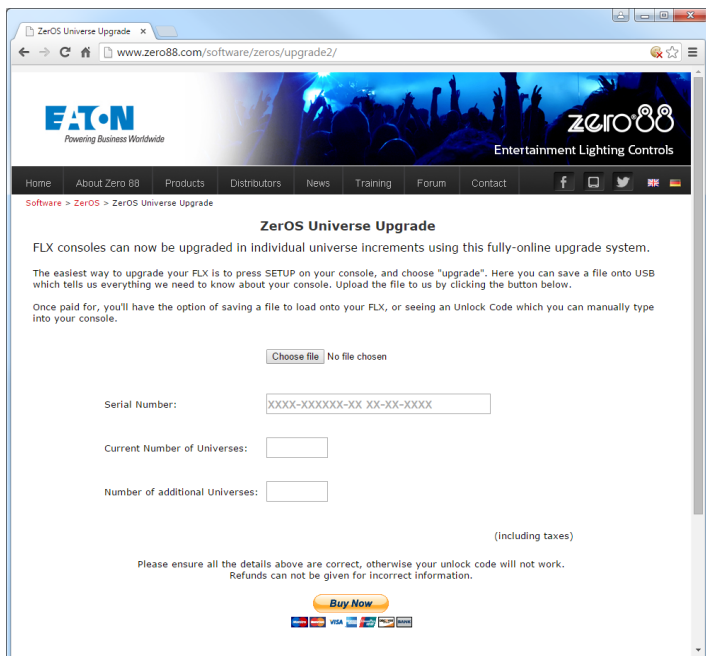 ZerOS Universe Upgrade
www.zero88.com/software/zeros/upgrade2/
EATON
Powering Business Worldwide
zero88
Entertainment Lighting Controls
Home About Zero 88 Products Distributors News Training Forum Contact
Software > ZerOS > ZerOS Universe Upgrade
ZerOS Universe Upgrade
FLX consoles can now be upgraded in individual universe increments using this fully-online upgrade system.
The easiest way to upgrade your FLX is to press SETUP on your console, and choose "upgrade". Here you can save a file onto USB
which tells us everything we need to know about your console. Upload the file to us by clicking the button below.
Once paid for, you'll have the option of saving a file to load onto your FLX, or seeing an Unlock Code which you can manually type
into your console.
Choose file No file chosen
Serial Number: XXXX-XXXXXX-XX XX-XX-XXXX
Current Number of Universes:
Number of additional Universes:
(including taxes)
Please ensure all the details above are correct, otherwise your unlock code will not work.
Refunds can not be given for incorrect information.
Buy Now
VISA